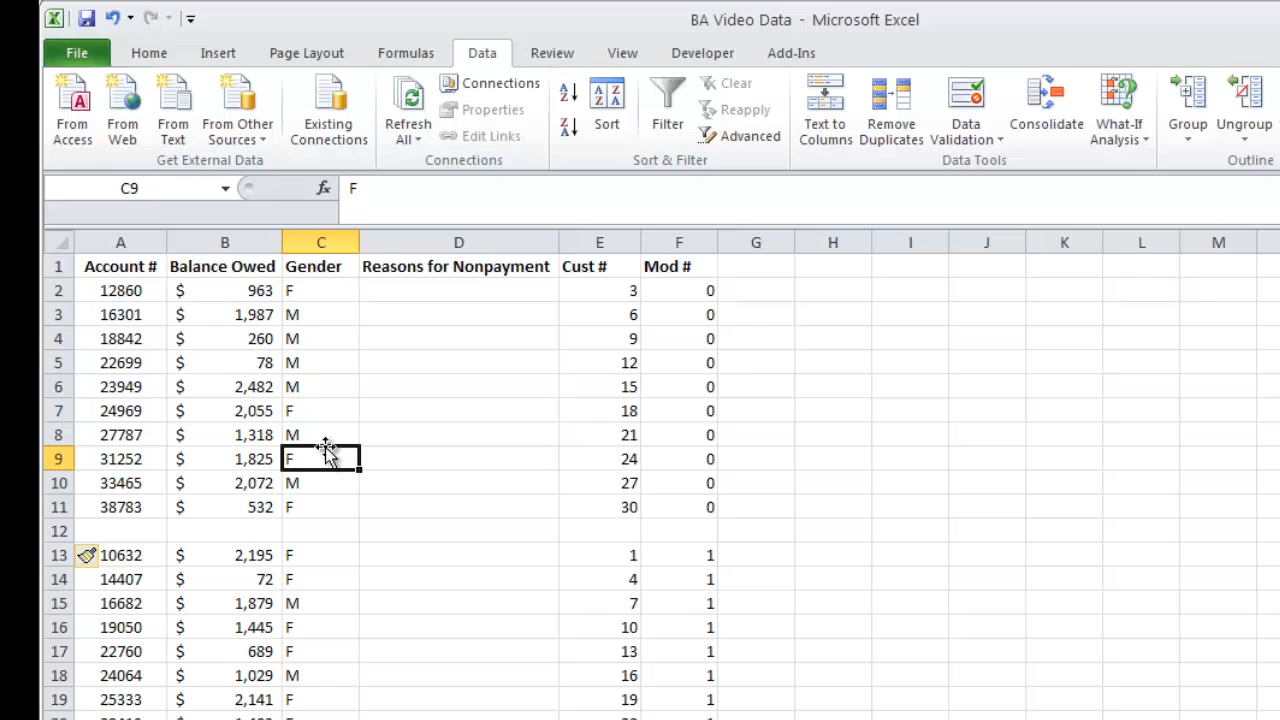 BA Video Data - Microsoft Excel
File Home Insert Page Layout Formulas Data Review View Developer Add-Ins
From Access From Web From Text From Other Sources Existing Connections Refresh All Connections Properties Edit Links Sort Filter Clear Reapply Advanced Text to Columns Remove Duplicates Data Validation Consolidate What-If Analysis Group Ungroup
Get External Data Connections Sort & Filter Data Tools Outline
C9 fx F
A B C D E F G H I J K L M
1 Account # Balance Owed Gender Reasons for Nonpayment Cust # Mod #
2 12860 $ 963 F 3 0
3 16301 $ 1,987 M 6 0
4 18842 $ 260 M 9 0
5 22699 $ 78 M 12 0
6 23949 $ 2,482 M 15 0
7 24969 $ 2,055 F 18 0
8 27787 $ 1,318 M 21 0
9 31252 $ 1,825 F 24 0
10 33465 $ 2,072 M 27 0
11 38783 $ 532 F 30 0
12
13 10632 $ 2,195 F 1 1
14 14407 $ 72 F 4 1
15 16682 $ 1,879 M 7 1
16 19050 $ 1,445 F 10 1
17 22760 $ 689 F 13 1
18 24064 $ 1,029 M 16 1
19 25333 $ 2,141 F 19 1